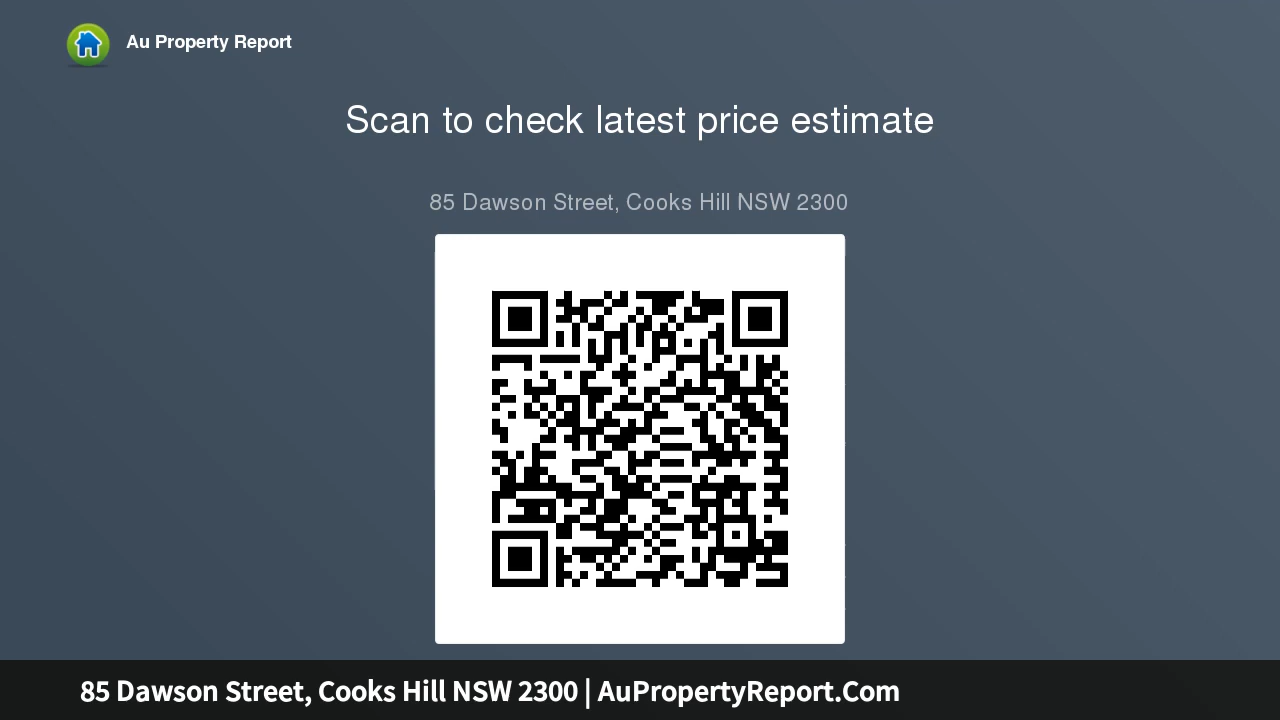 Au Property Report
Scan to check latest price estimate
85 Dawson Street, Cooks Hill NSW 2300
85 Dawson Street, Cooks Hill NSW 2300 | AuPropertyReport.Com